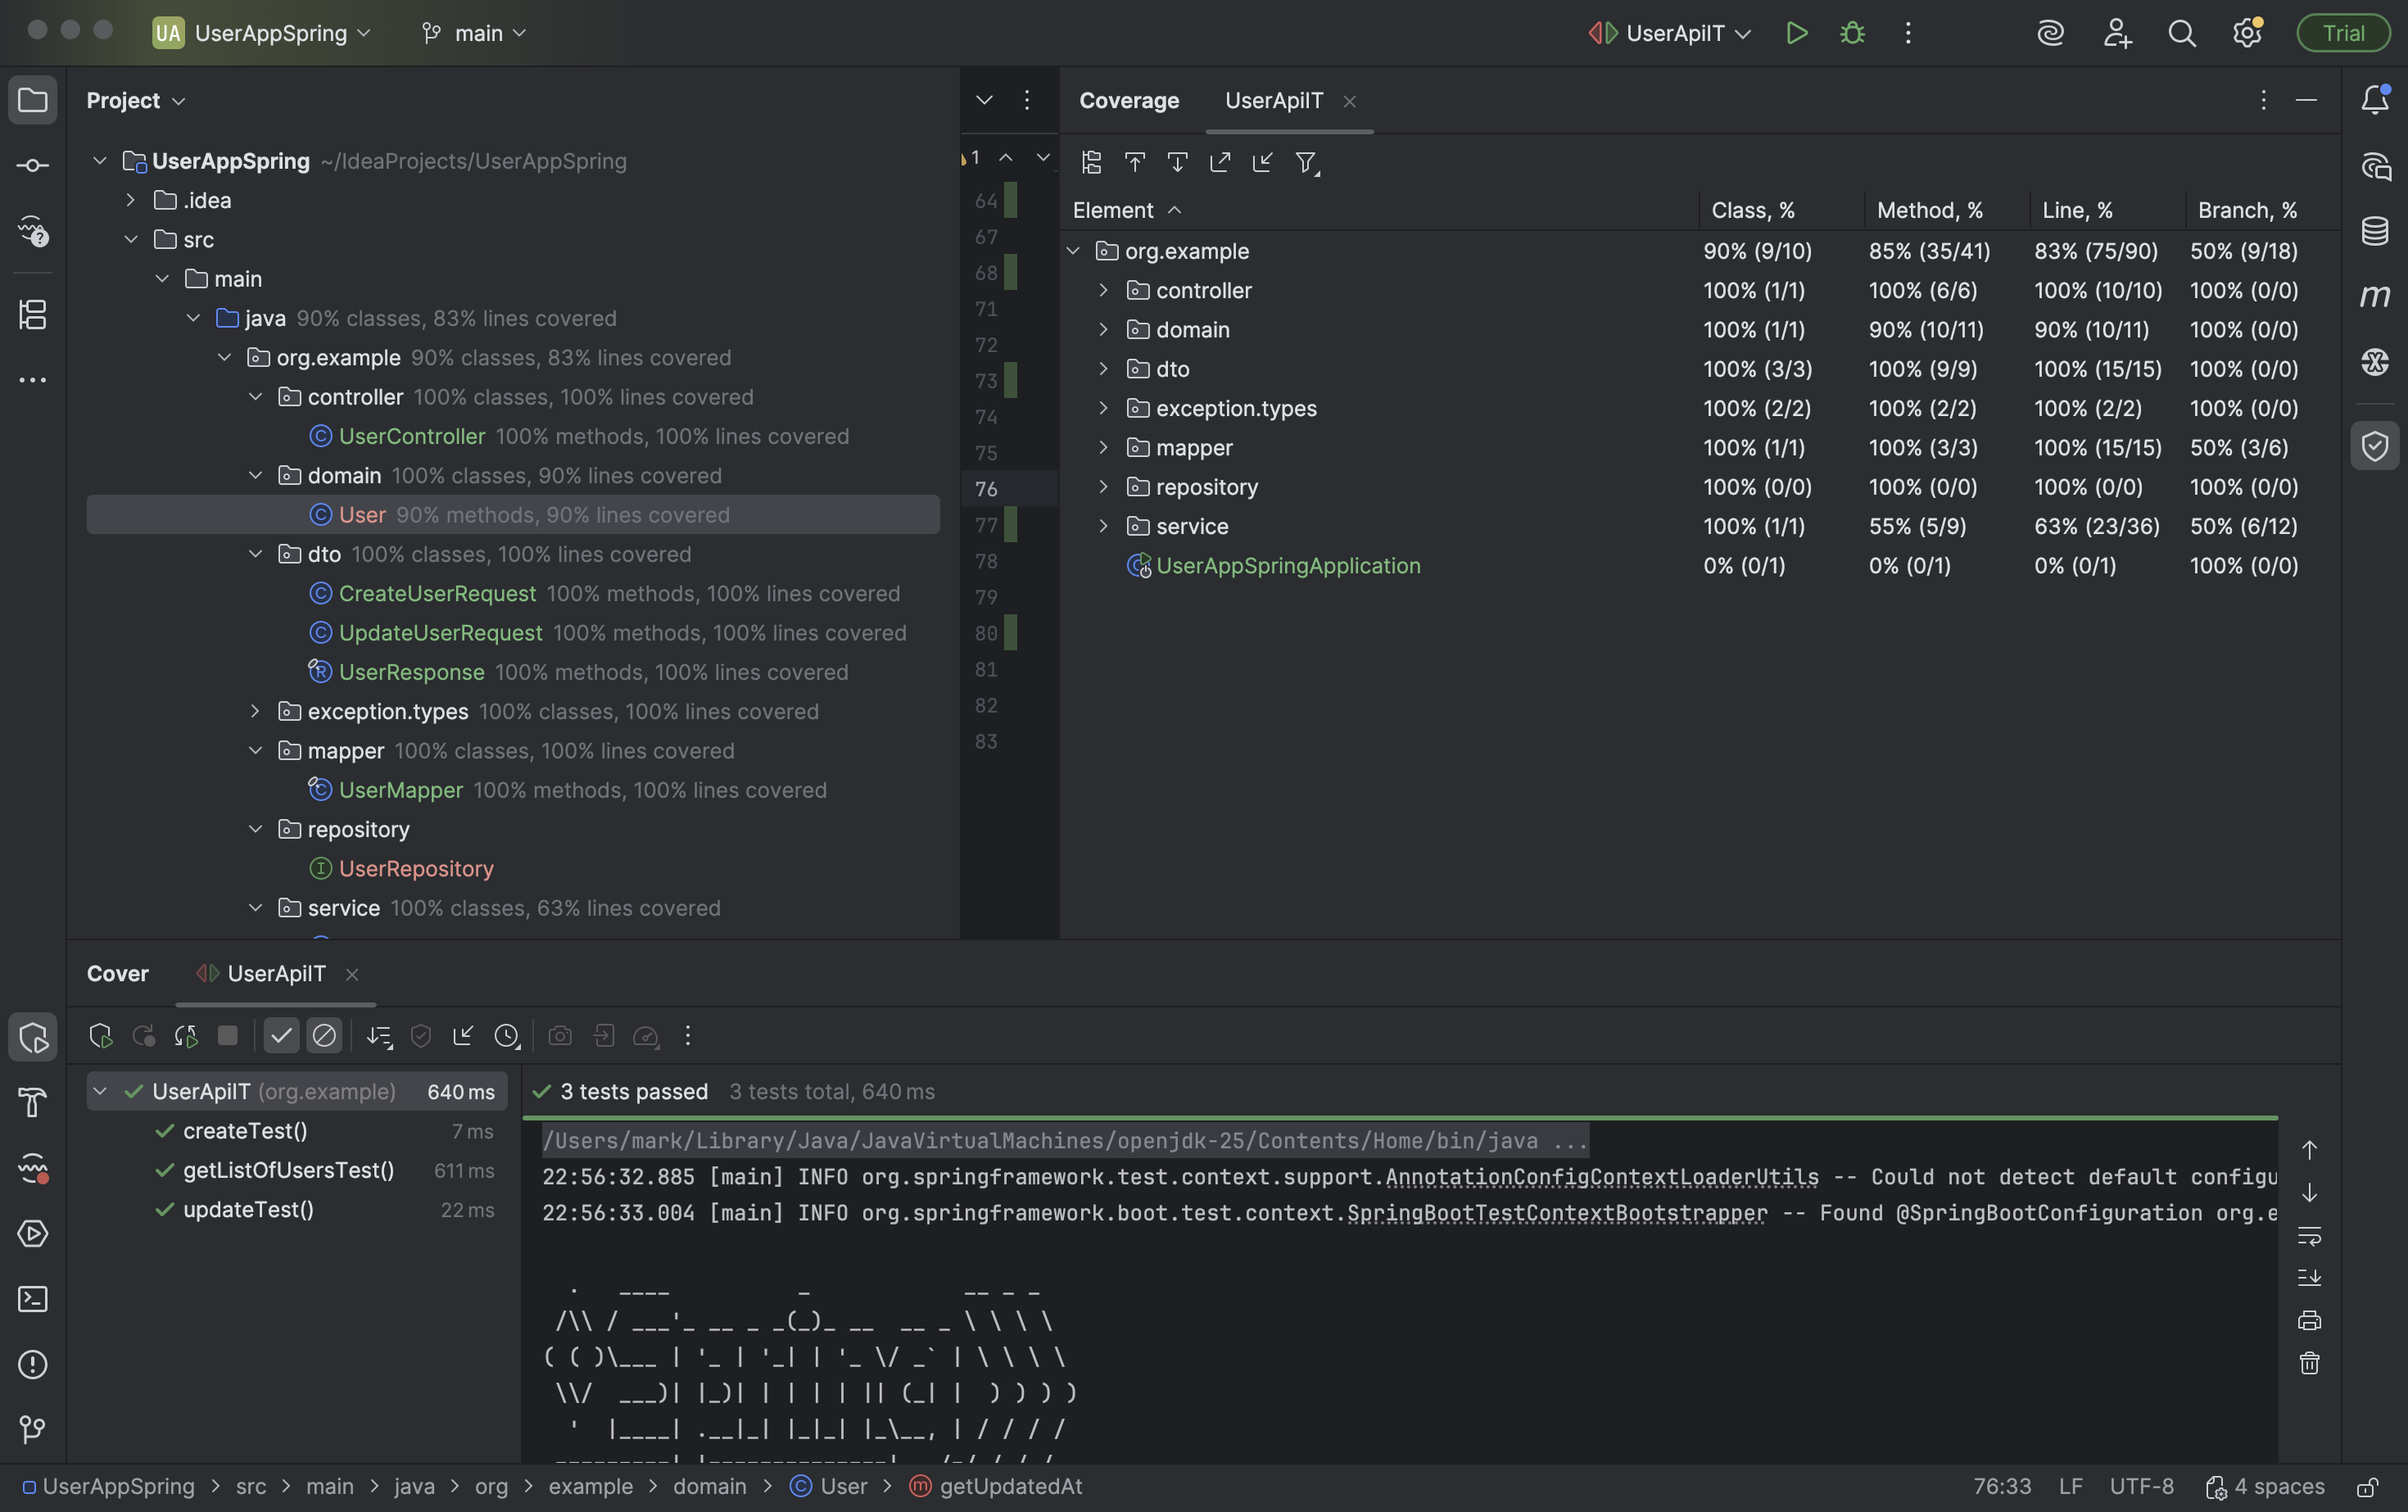 UA UserAppSpring main UserApiIT Trial
Project
UserAppSpring ~/IdeaProjects/UserAppSpring
.idea
src
main
java 90% classes, 83% lines covered
org.example 90% classes, 83% lines covered
controller 100% classes, 100% lines covered
UserController 100% methods, 100% lines covered
domain 100% classes, 90% lines covered
User 90% methods, 90% lines covered
dto 100% classes, 100% lines covered
CreateUserRequest 100% methods, 100% lines covered
UpdateUserRequest 100% methods, 100% lines covered
UserResponse 100% methods, 100% lines covered
exception.types 100% classes, 100% lines covered
mapper 100% classes, 100% lines covered
UserMapper 100% methods, 100% lines covered
repository
UserRepository
service 100% classes, 63% lines covered
1
64
67
68
71
72
73
74
75
76
77
78
79
80
81
82
83
Coverage UserApiIT
Element Class, % Method, % Line, % Branch, %
org.example 90% (9/10) 85% (35/41) 83% (75/90) 50% (9/18)
controller 100% (1/1) 100% (6/6) 100% (10/10) 100% (0/0)
domain 100% (1/1) 90% (10/11) 90% (10/11) 100% (0/0)
dto 100% (3/3) 100% (9/9) 100% (15/15) 100% (0/0)
exception.types 100% (2/2) 100% (2/2) 100% (2/2) 100% (0/0)
mapper 100% (1/1) 100% (3/3) 100% (15/15) 50% (3/6)
repository 100% (0/0) 100% (0/0) 100% (0/0) 100% (0/0)
service 100% (1/1) 55% (5/9) 63% (23/36) 50% (6/12)
UserAppSpringApplication 0% (0/1) 0% (0/1) 0% (0/1) 100% (0/0)
Cover UserApiIT
UserApiIT (org.example) 640 ms
createTest() 7 ms
getListOfUsersTest() 611 ms
updateTest() 22 ms
3 tests passed 3 tests total, 640 ms
/Users/mark/Library/Java/JavaVirtualMachines/openjdk-25/Contents/Home/bin/java ...
22:56:32.885 [main] INFO org.springframework.test.context.support.AnnotationConfigContextLoaderUtils -- Could not detect default configu
22:56:33.004 [main] INFO org.springframework.boot.test.context.SpringBootTestContextBootstrapper -- Found @SpringBootConfiguration org.e
UserAppSpring > src > main > java > org > example > domain > User > getUpdatedAt
76:33 LF UTF-8 4 spaces